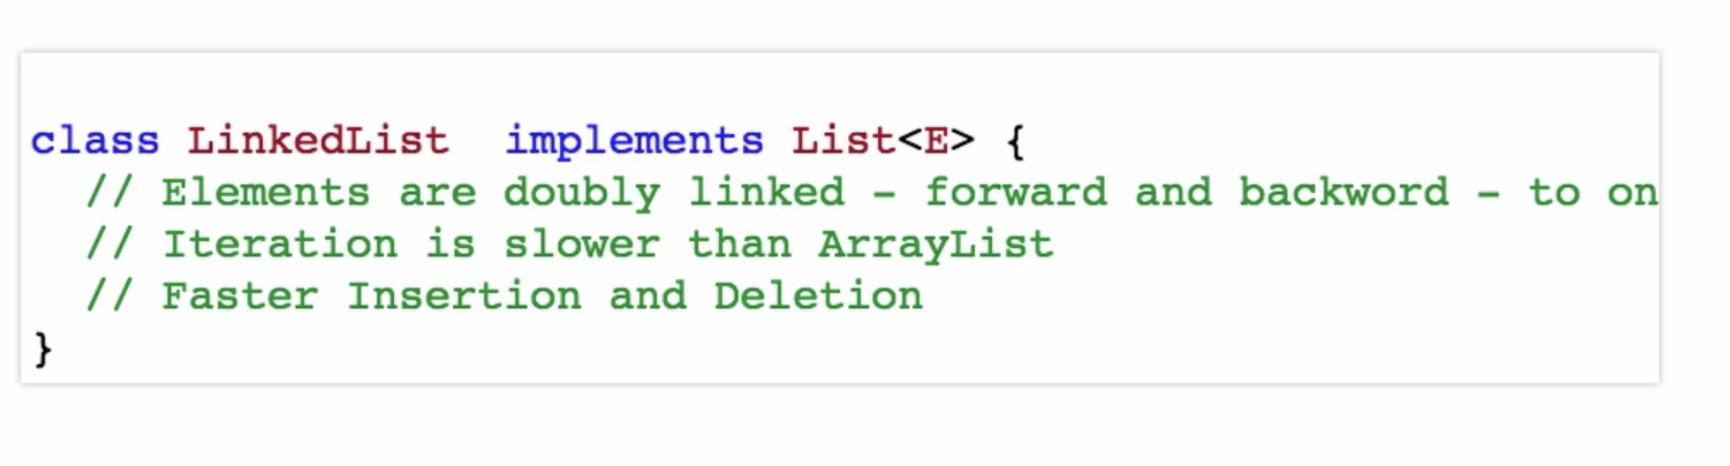 class LinkedList  implements List<E> {
// Elements are doubly linked – forward and backword – to on
// Iteration is slower than ArrayList
// Faster Insertion and Deletion
}